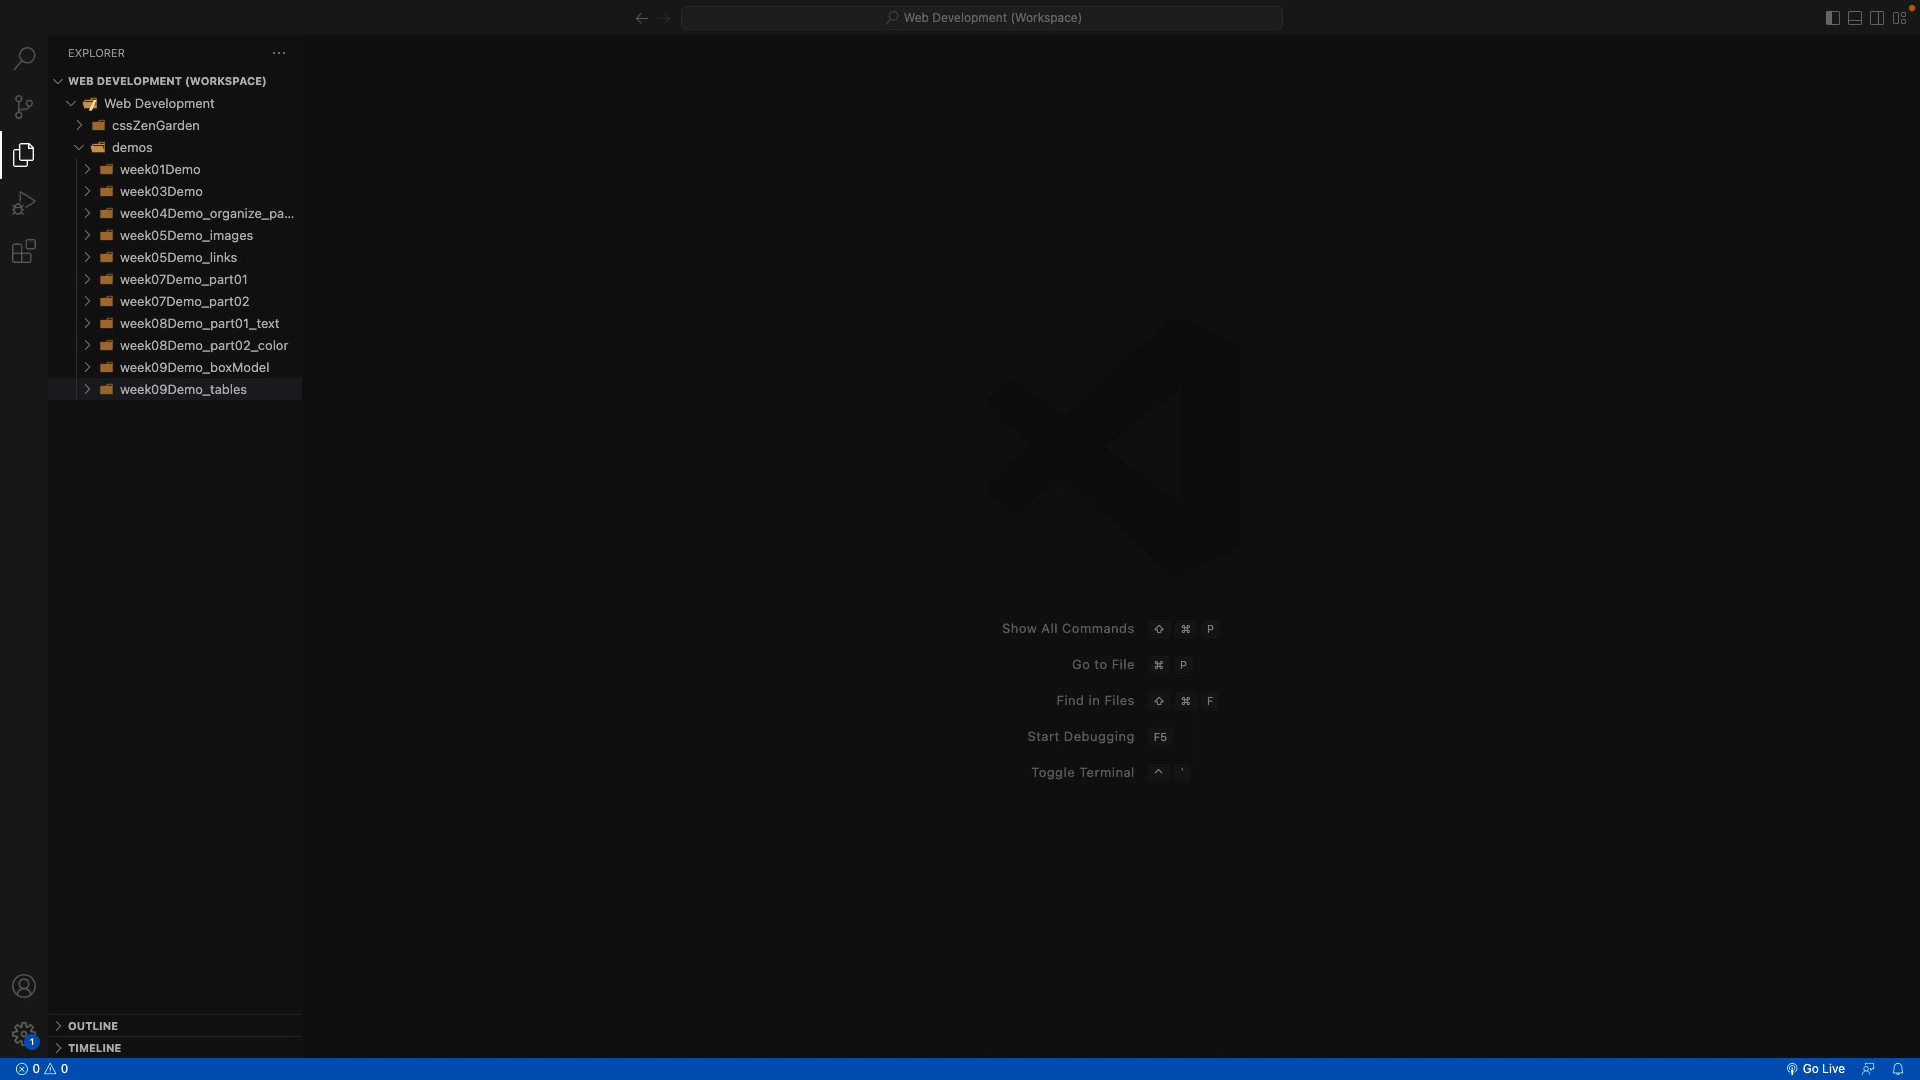 Web Development (Workspace)
EXPLORER
WEB DEVELOPMENT (WORKSPACE)
Web Development
cssZenGarden
demos
week01Demo
week03Demo
week04Demo_organize_pa...
week05Demo_images
week05Demo_links
week07Demo_part01
week07Demo_part02
week08Demo_part01_text
week08Demo_part02_color
week09Demo_boxModel
week09Demo_tables
Show All Commands ⇧ ⌘ P
Go to File ⌘ P
Find in Files ⇧ ⌘ F
Start Debugging F5
Toggle Terminal ^ `
OUTLINE
1
TIMELINE
0 0
Go Live